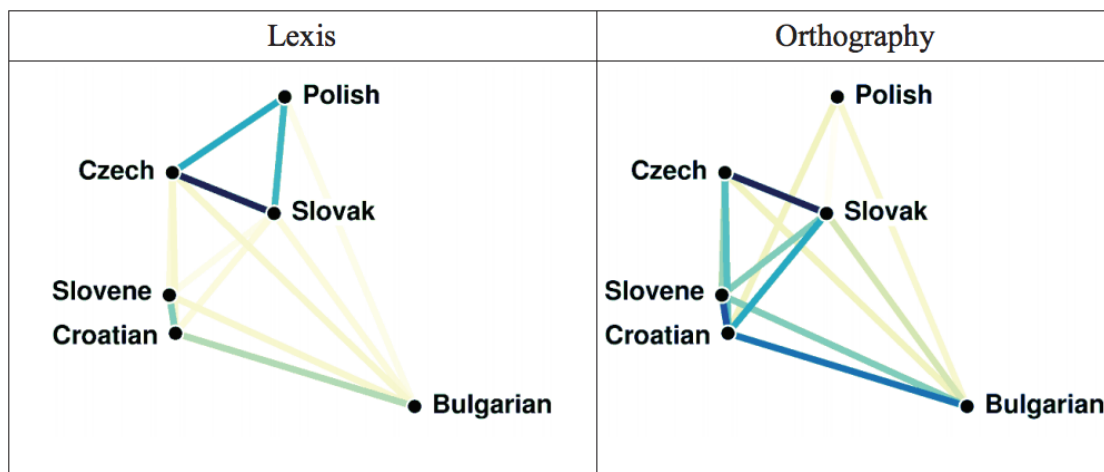 Lexis
Polish
Czech
Slovak
Slovene
Croatian
Bulgarian
Orthography
Polish
Czech
Slovak
Slovene
Croatian
Bulgarian